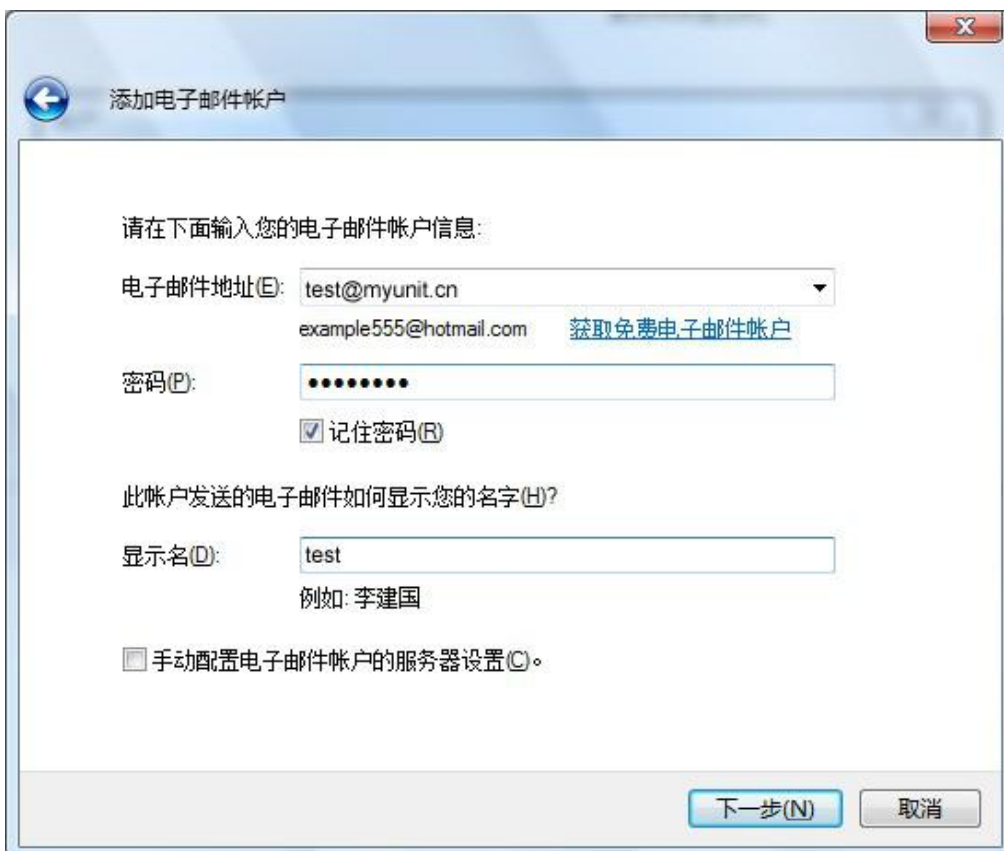 添加电子邮件帐户
请在下面输入您的电子邮件帐户信息:
电子邮件地址(E): test@myunit.cn
example555@hotmail.com 获取免费电子邮件帐户
密码(P): ••••••••
记住密码(R)
此帐户发送的电子邮件如何显示您的名字(H)?
显示名(D): test
例如: 李建国
手动配置电子邮件帐户的服务器设置(C)。
下一步(N) 取消